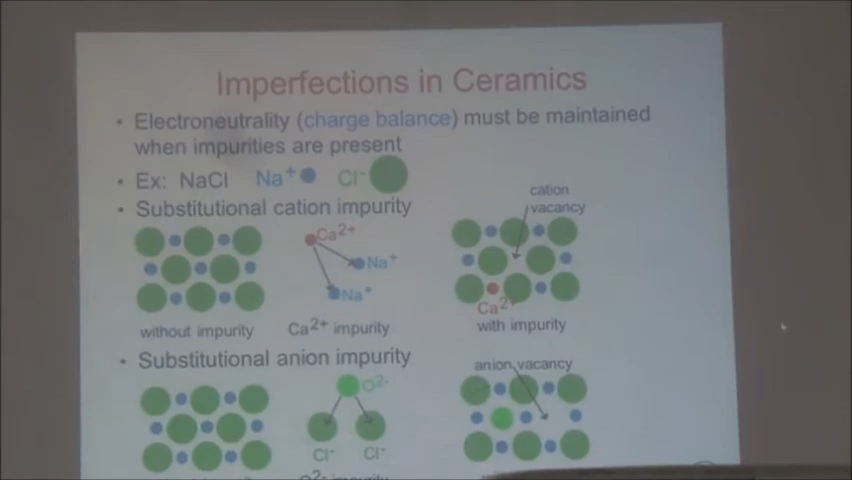 Imperfections in Ceramics
• Electroneutrality (charge balance) must be maintained
when impurities are present
• Ex: NaCl Na+ Cl-
• Substitutional cation impurity
cation
vacancy
Ca2+
Na+
Na+
Ca2+
without impurity
Ca2+ impurity
with impurity
• Substitutional anion impurity
anion vacancy
O2-
Cl-
Cl-
O2- impurity